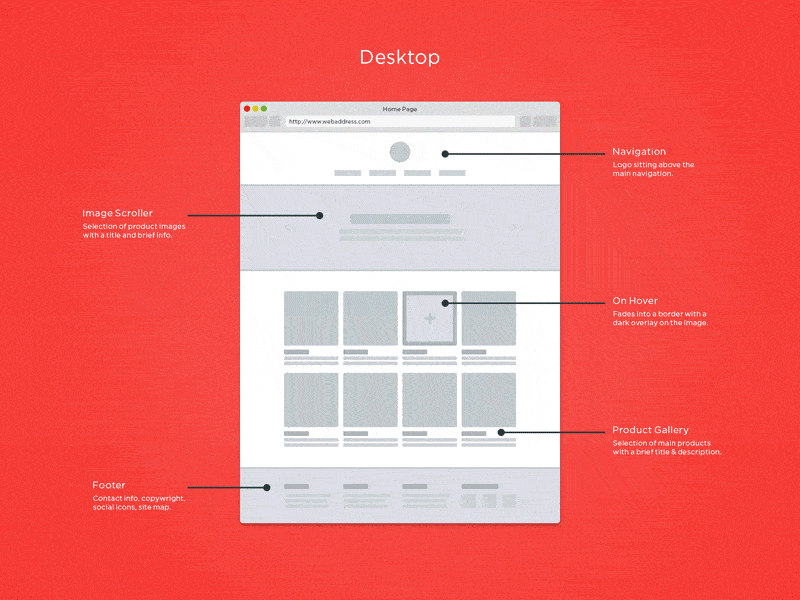 Desktop
Home Page
http://www.webaddress.com
Navigation
Logo sitting above the
main navigation.
Image Scroller
Selection of product images
with a title and brief info.
On Hover
Fades into a border with a
dark overlay on the image.
Product Gallery
Selection of main products
with a brief title & description.
Footer
Contact info, copywright,
social icons, site map.